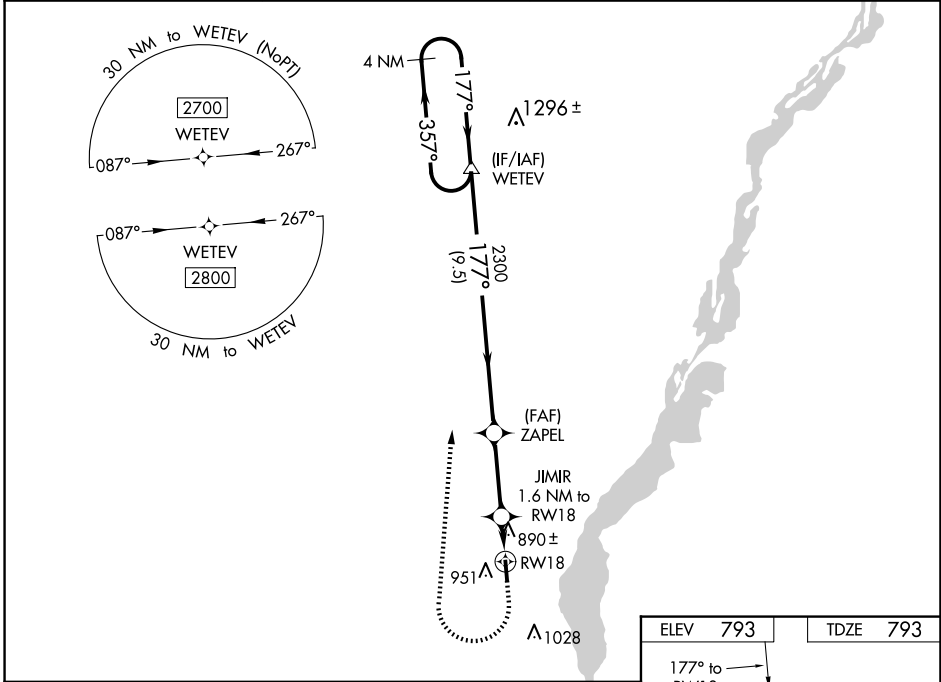 30 NM to WETEV (NoPT)
2700
WETEV
087°
267°
087°
267°
WETEV
2800
30 NM to WETEV
4 NM
177°
357°
1296 ±
(IF/IAF)
WETEV
2300
177°
(9.5)
(FAF)
ZAPEL
JIMIR
1.6 NM to
RW18
890 ±
RW18
951
1028
ELEV 793
TDZE 793
177° to